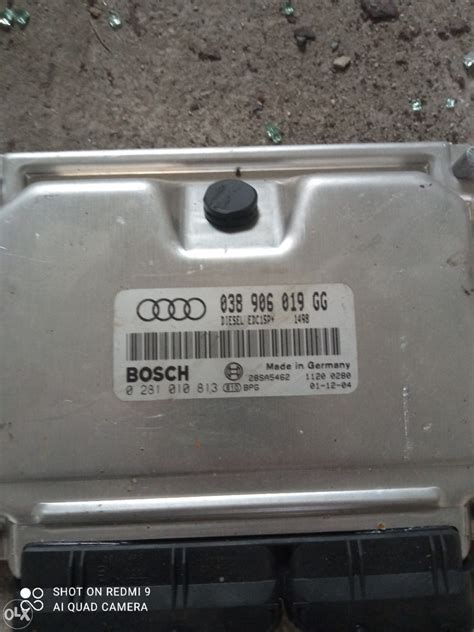 038 906 019 GG
DIESEL EDC15P+ 1498
BOSCH
Made in Germany
28SA5462 1120 0280
0 281 010 813 BPG 01-12-04
SHOT ON REDMI 9
AI QUAD CAMERA
OLX